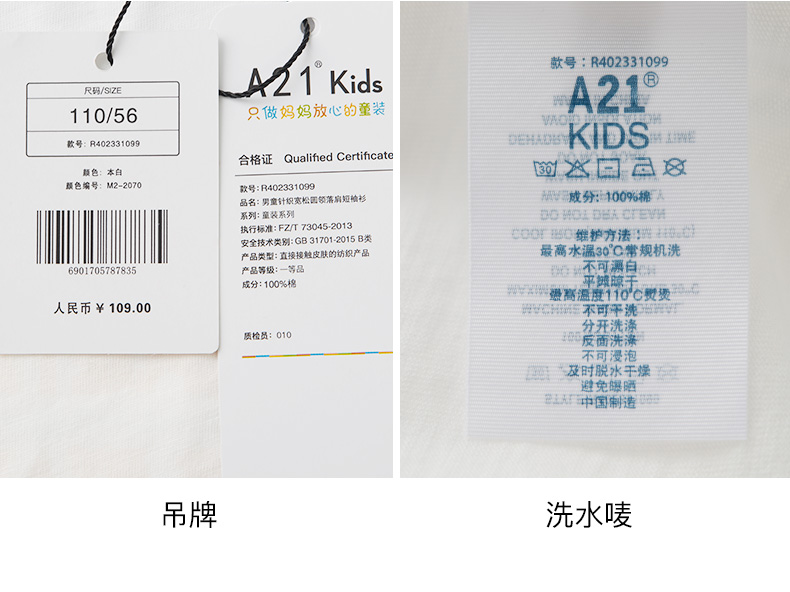 尺码/SIZE
110/56
款号: R402331099
颜色: 本白
颜色编号: M2-2070
6901705787835
人民币 ¥ 109.00
A21® Kids
只做妈妈放心的童装
合格证 Qualified Certificate
款号: R402331099
品名: 男童针织宽松圆领落肩短袖衫
系列: 童装系列
执行标准: FZ/T 73045-2013
安全技术类别: GB 31701-2015 B类
产品类型: 直接接触皮肤的纺织产品
产品等级: 一等品
成分: 100%棉
质检员: 010
款号: R402331099
A21®
KIDS
30
成分: 100%棉
维护方法:
最高水温30℃常规机洗
不可漂白
平摊晾干
最高温度110℃熨烫
不可干洗
分开洗涤
反面洗涤
不可浸泡
及时脱水干燥
避免曝晒
中国制造
吊牌
洗水唛